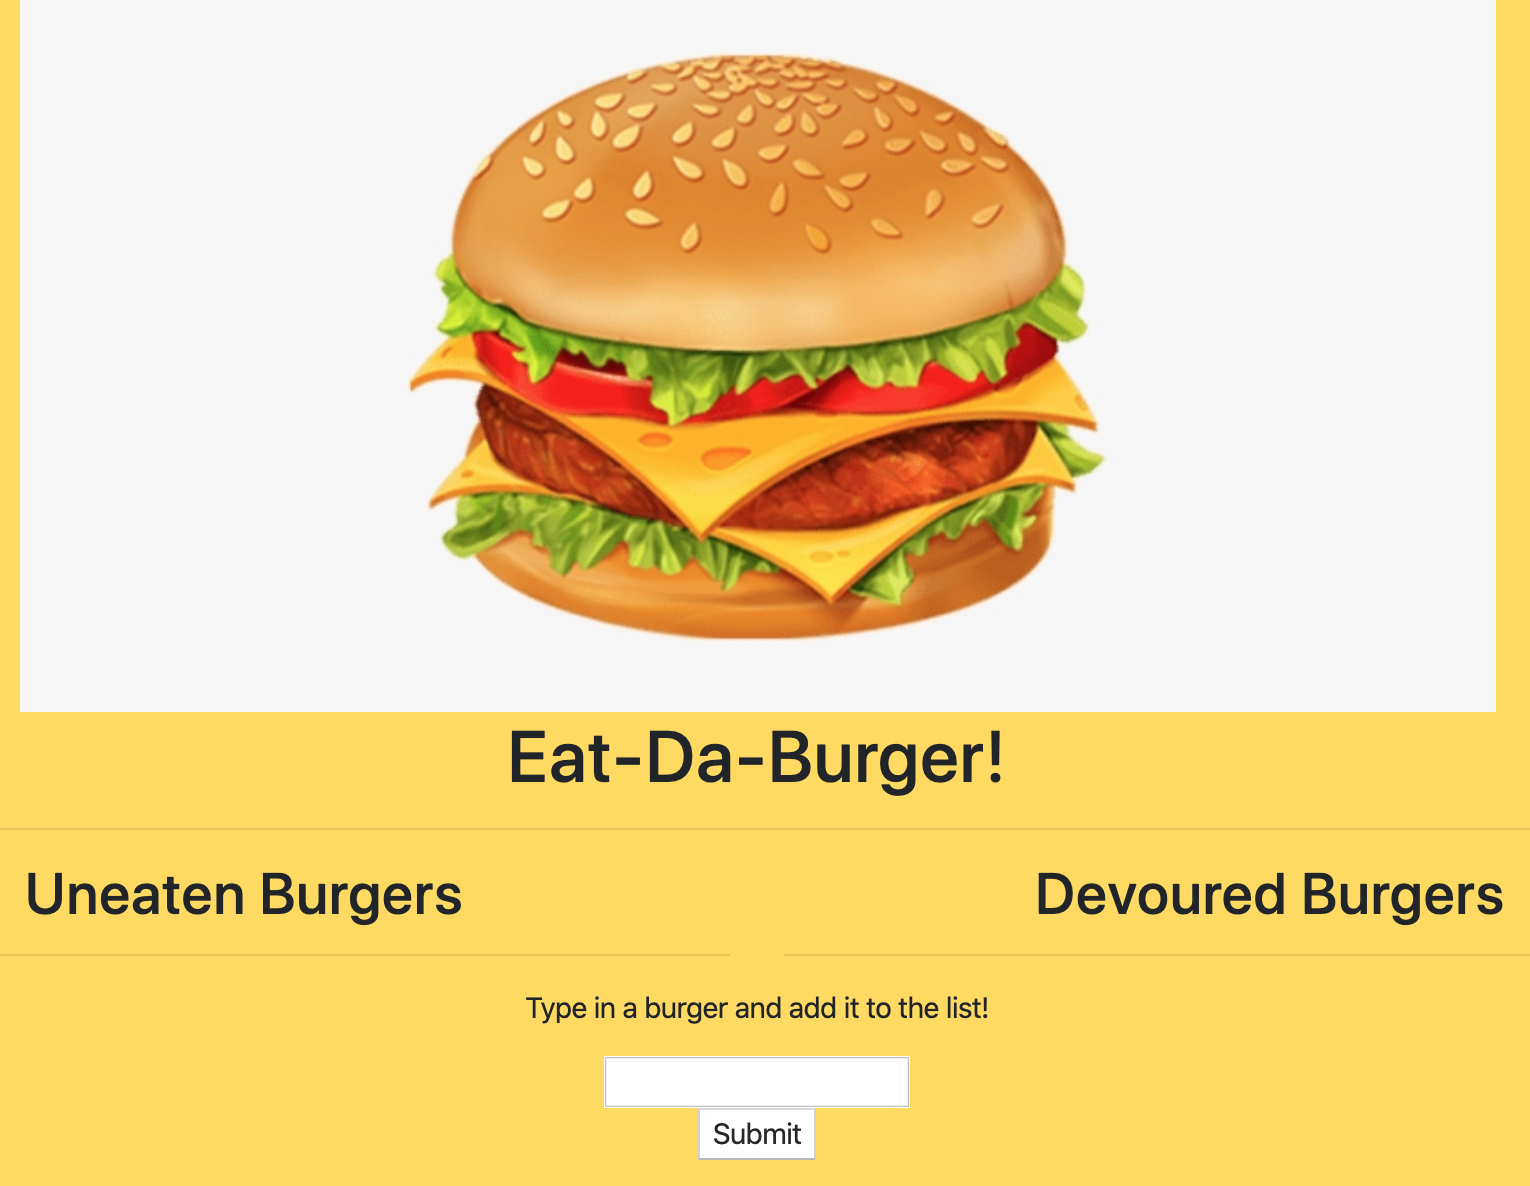 Eat-Da-Burger!
Uneaten Burgers
Devoured Burgers
Type in a burger and add it to the list!
Submit